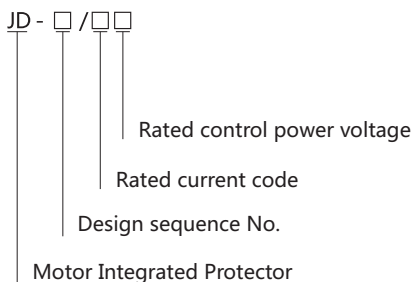 JD - □ / □ □
Rated control power voltage
Rated current code
Design sequence No.
Motor Integrated Protector